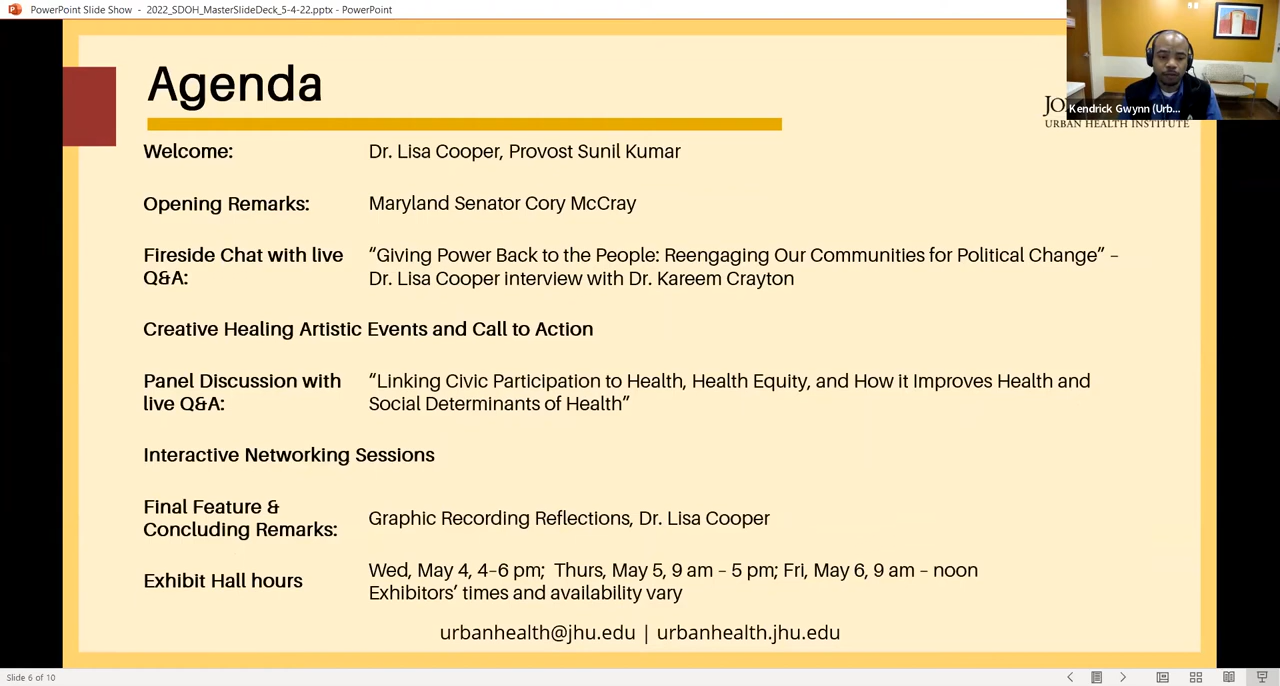 PowerPoint Slide Show - 2022_SDOH_MasterSlideDeck_5-4-22.pptx - PowerPoint
Agenda
JO
URBAN HEALTH INSTITUTE
Kendrick Gwynn (Urb...
Welcome: Dr. Lisa Cooper, Provost Sunil Kumar
Opening Remarks: Maryland Senator Cory McCray
Fireside Chat with live “Giving Power Back to the People: Reengaging Our Communities for Political Change” –
Q&A: Dr. Lisa Cooper interview with Dr. Kareem Crayton
Creative Healing Artistic Events and Call to Action
Panel Discussion with “Linking Civic Participation to Health, Health Equity, and How it Improves Health and
live Q&A: Social Determinants of Health”
Interactive Networking Sessions
Final Feature &
Concluding Remarks: Graphic Recording Reflections, Dr. Lisa Cooper
Exhibit Hall hours Wed, May 4, 4–6 pm; Thurs, May 5, 9 am – 5 pm; Fri, May 6, 9 am – noon
Exhibitors’ times and availability vary
urbanhealth@jhu.edu | urbanhealth.jhu.edu
Slide 6 of 10